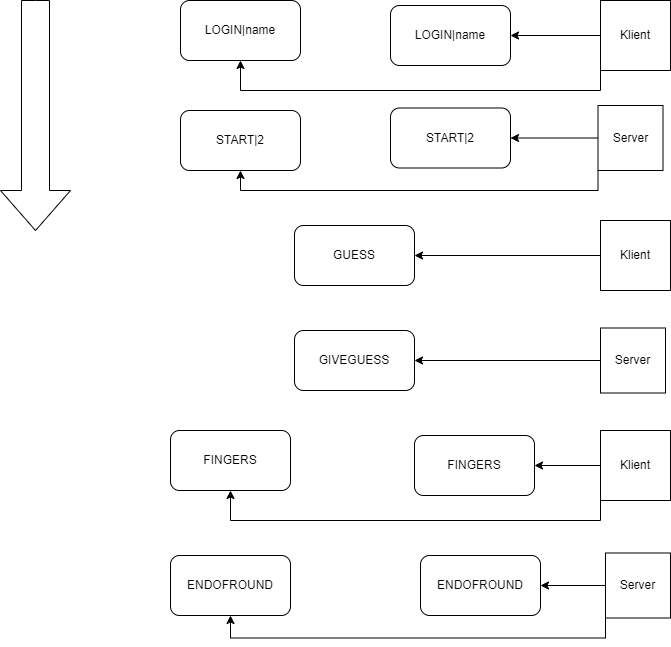 LOGIN|name
LOGIN|name
Klient
START|2
START|2
Server
GUESS
Klient
GIVEGUESS
Server
FINGERS
FINGERS
Klient
ENDOFROUND
ENDOFROUND
Server